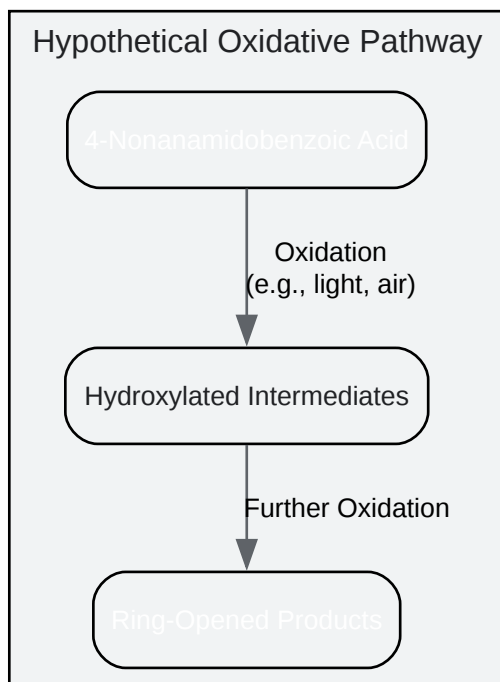 Hypothetical Oxidative Pathway
4-Nonanamidobenzoic Acid
Oxidation
(e.g., light, air)
Hydroxylated Intermediates
Further Oxidation
Ring-Opened Products